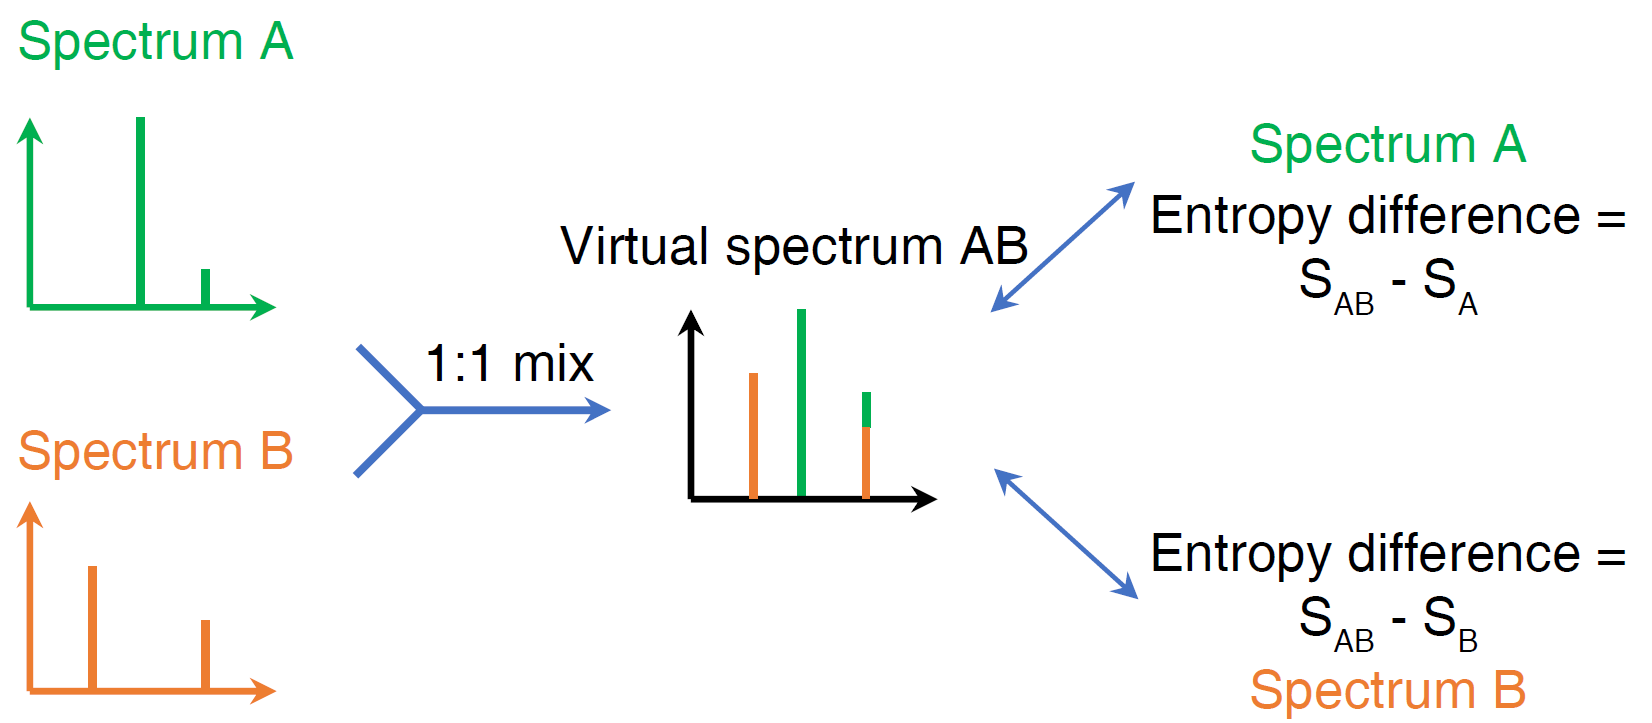 Spectrum A
Spectrum B
1:1 mix
Virtual spectrum AB
Spectrum A
Entropy difference =
S_AB - S_A
Entropy difference =
S_AB - S_B
Spectrum B